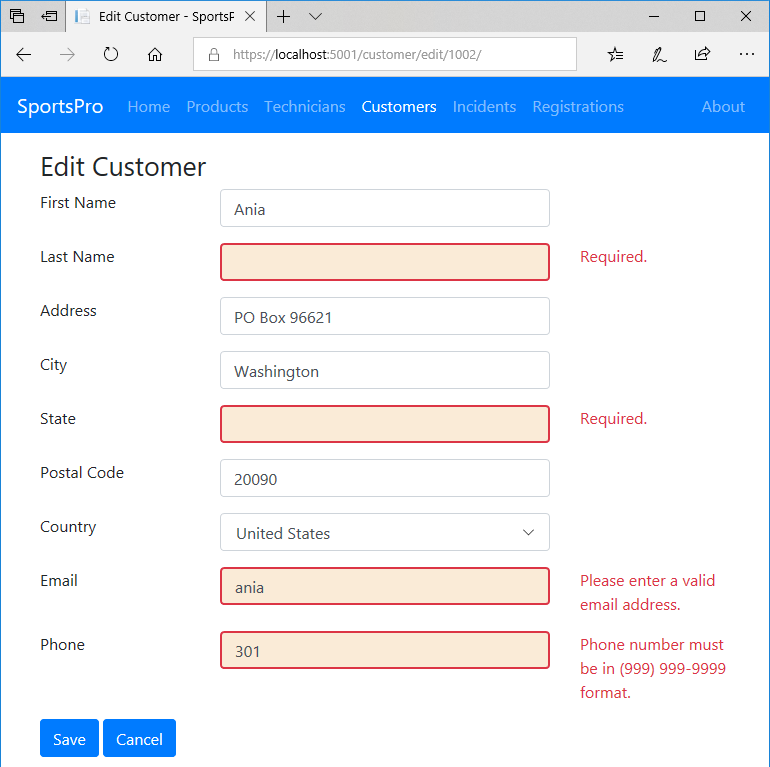 Edit Customer - SportsP
https://localhost:5001/customer/edit/1002/
SportsPro Home Products Technicians Customers Incidents Registrations About
Edit Customer
First Name Ania
Last Name Required.
Address PO Box 96621
City Washington
State Required.
Postal Code 20090
Country United States
Email ania Please enter a valid
email address.
Phone 301 Phone number must
be in (999) 999-9999
format.
Save Cancel